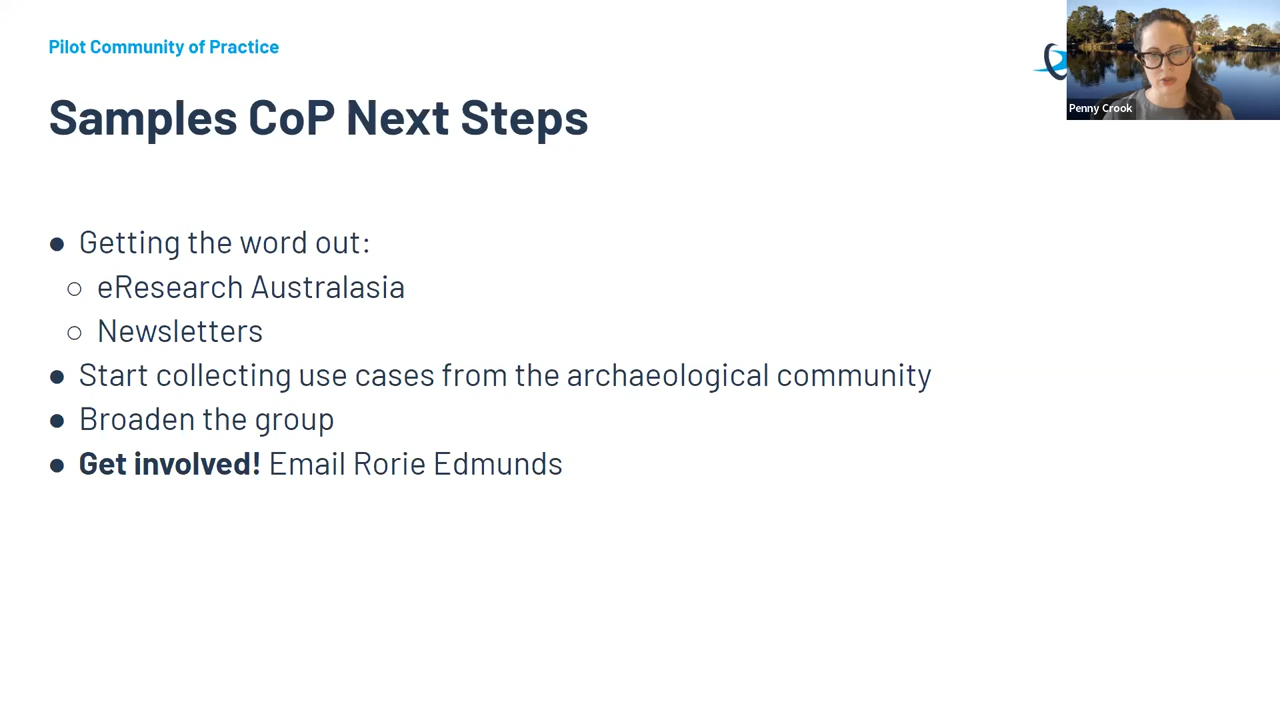 Pilot Community of Practice
Penny Crook
Samples CoP Next Steps
● Getting the word out:
○ eResearch Australasia
○ Newsletters
● Start collecting use cases from the archaeological community
● Broaden the group
● Get involved! Email Rorie Edmunds